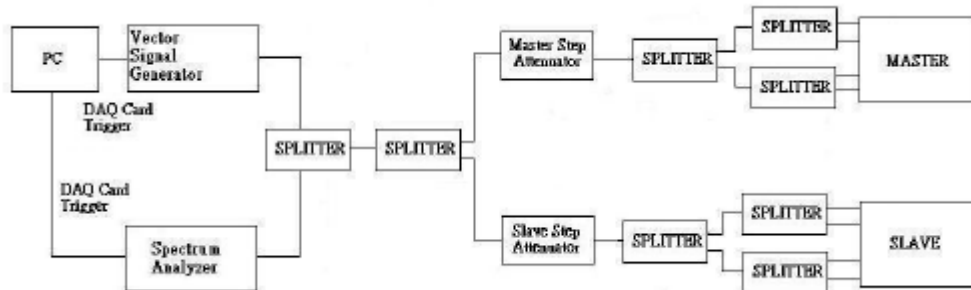 PC
Vector
Signal
Generator
DAQ Card
Trigger
DAQ Card
Trigger
Spectrum
Analyzer
SPLITTER
SPLITTER
Master Step
Attenuator
SPLITTER
SPLITTER
SPLITTER
MASTER
Slave Step
Attenuator
SPLITTER
SPLITTER
SPLITTER
SLAVE